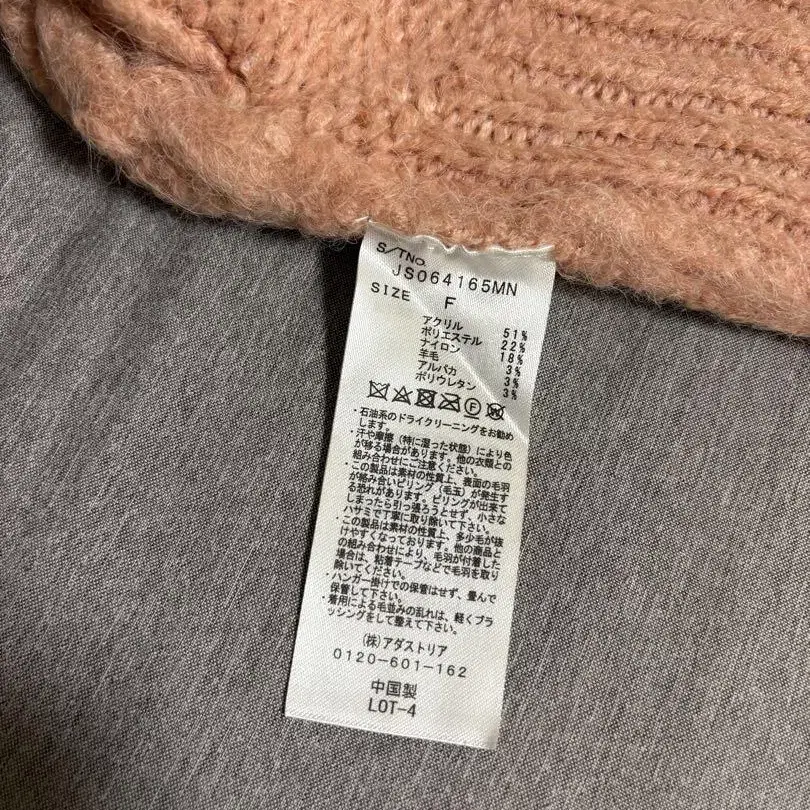 S/TNO.
JS064165MN
SIZE F
アクリル 51%
ポリエステル 22%
ナイロン 18%
羊毛 3%
アルパカ 3%
ポリウレタン 3%
F W
・石油系のドライクリーニングをお勧め
します。
・汗や摩擦(特に湿った状態)により色
が移る場合があります。他の衣類との
組み合わせにご注意ください。
・この製品は素材の性質上、表面の毛羽
が絡み合いピリング(毛玉)が発生す
る恐れがあります。ピリングが出来て
しまったら引っ張ろうとせず、小さな
ハサミで丁寧に取り除いて下さい。
・この製品は素材の性質上、多少毛が抜
けやすくなっております。他の商品と
の組み合わせにより、毛羽が付着した
場合は、粘着テープなどで毛羽を取り
除いてください。
・ハンガー掛けでの保管はせず、畳んで
保管して下さい。
・着用による毛並みの乱れは、軽くブラ
ッシングをして整えて下さい。
(株)アダストリア
0120-601-162
中国製
LOT-4